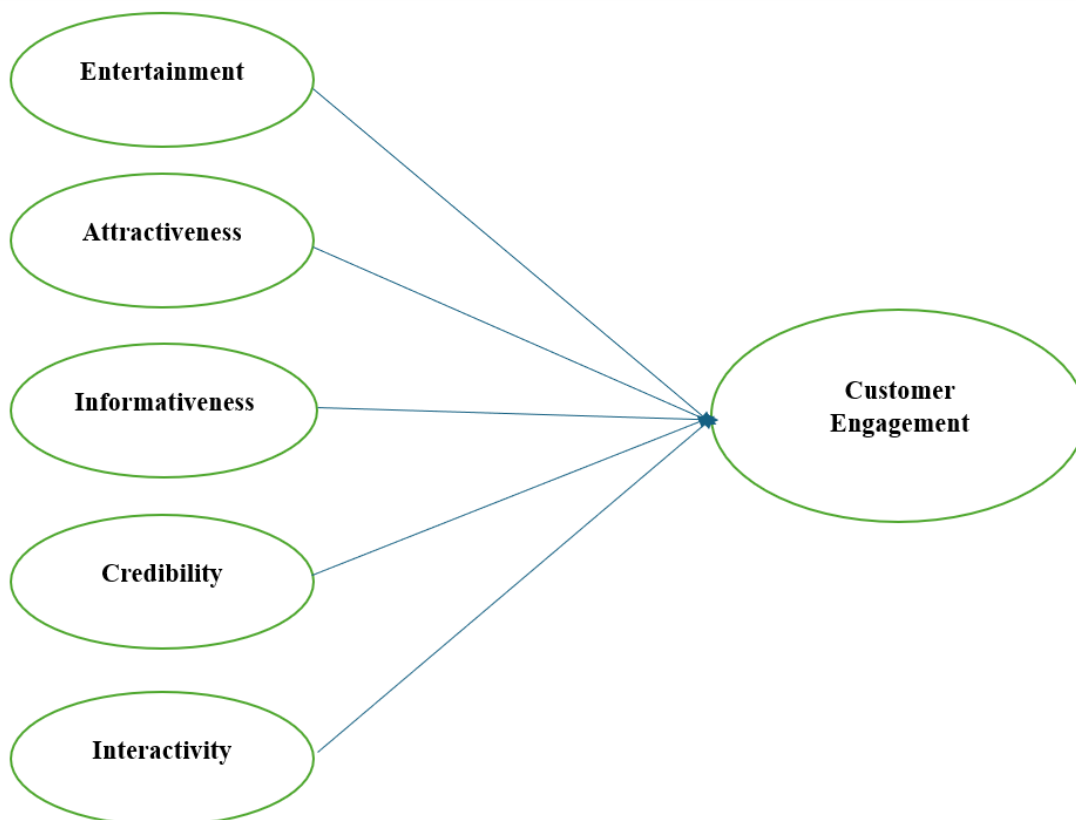 Entertainment
Attractiveness
Informativeness
Credibility
Interactivity
Customer
Engagement